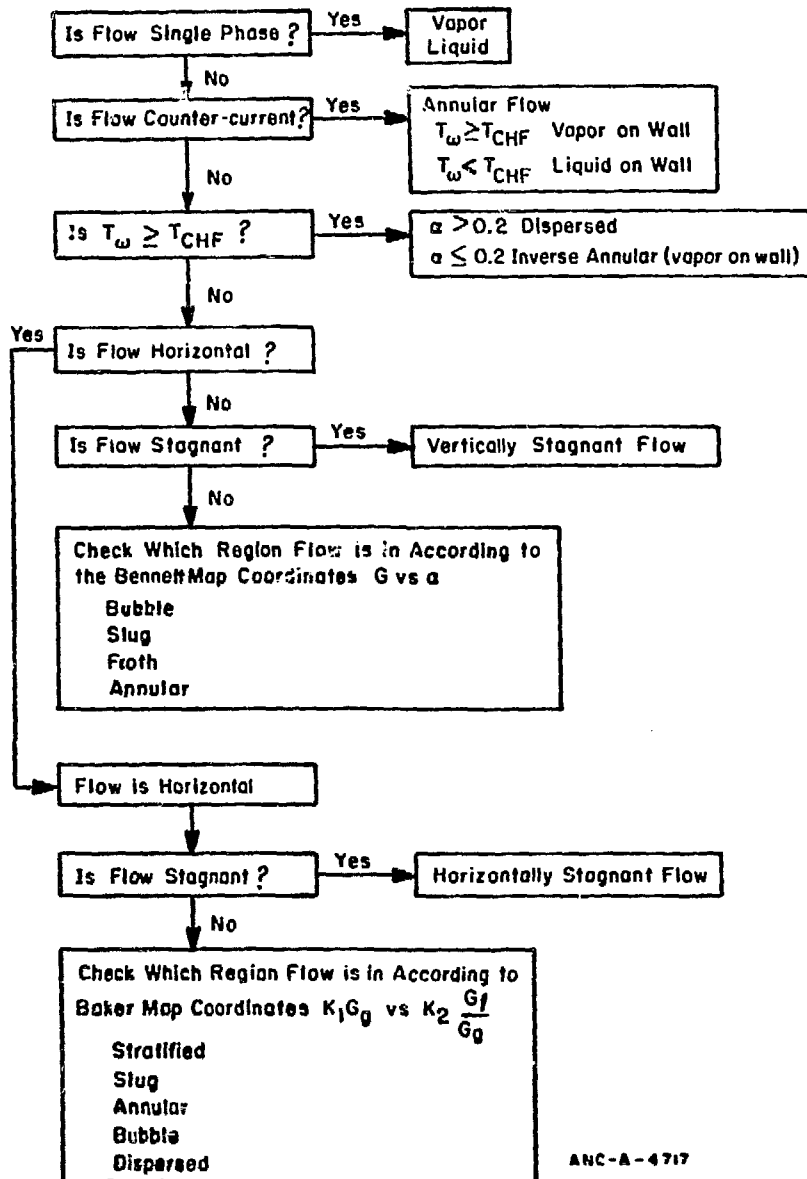 Is Flow Single Phase ?
Yes
Vapor
Liquid
No
Is Flow Counter-current?
Yes
Annular Flow
Tω ≥ TCHF Vapor on Wall
Tω < TCHF Liquid on Wall
No
Is Tω ≥ TCHF ?
Yes
α > 0.2 Dispersed
α ≤ 0.2 Inverse Annular (vapor on wall)
No
Yes
Is Flow Horizontal ?
No
Is Flow Stagnant ?
Yes
Vertically Stagnant Flow
No
Check Which Region Flow is in According to
the Bennett Map Coordinates G vs α
Bubble
Slug
Froth
Annular
Flow is Horizontal
Is Flow Stagnant ?
Yes
Horizontally Stagnant Flow
No
Check Which Region Flow is in According to
Baker Map Coordinates K1Gg vs K2 Gf/Gg
Stratified
Slug
Annular
Bubble
Dispersed
ANC-A-4717